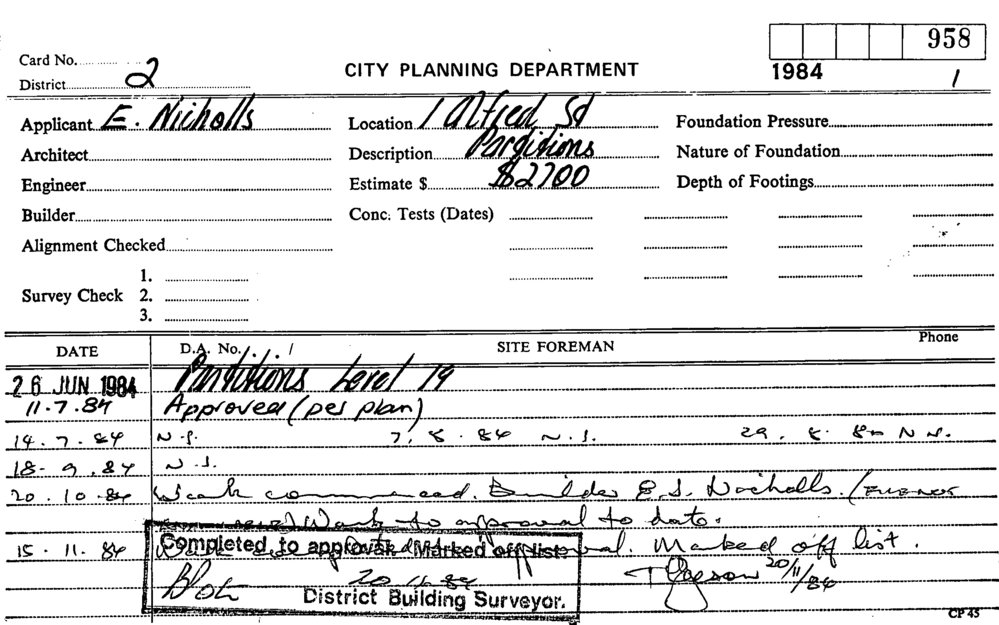 958
Card No.
District 2
CITY PLANNING DEPARTMENT
1984
1
Applicant E. Nicholls
Location 1 Alfred St
Foundation Pressure
Architect
Description Partitions
Nature of Foundation
Engineer
Estimate $ $2700
Depth of Footings
Builder
Conc. Tests (Dates)
Alignment Checked
Survey Check
1.
2.
3.
DATE
D.A. No.
SITE FOREMAN
Phone
26 JUN 1984 Partitions Level 19
11.7.84 Approved (per plan)
14.7.84 N.S. 7.8.84 N.S. 29.8.84 N.S.
18-9.84 N.S.
20.10.84 Work commenced. Builder E.S. Nicholls.
Work to approval to date.
15.11.84 Marked off list.
Completed to approval. Marked off list.
20.11.84
20/11/84
District Building Surveyor.
CP 45